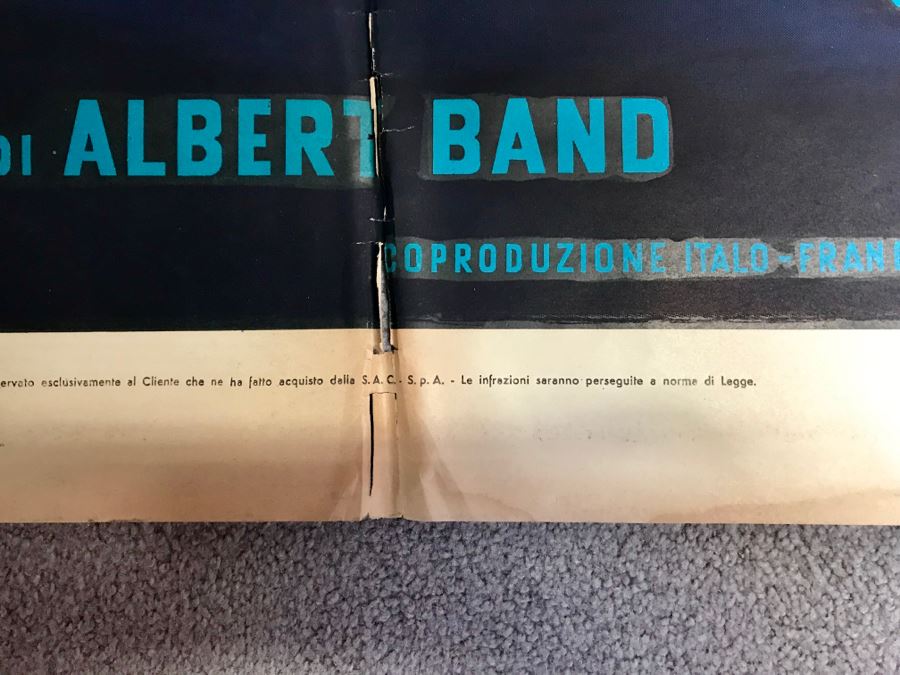 DI ALBERT BAND
COPRODUZIONE ITALO-FRAN
ervato esclusivamente al Cliente che ne ha fatto acquisto dalla S.A.C. - S.p.A. - Le infrazioni saranno perseguite a norma di Legge.